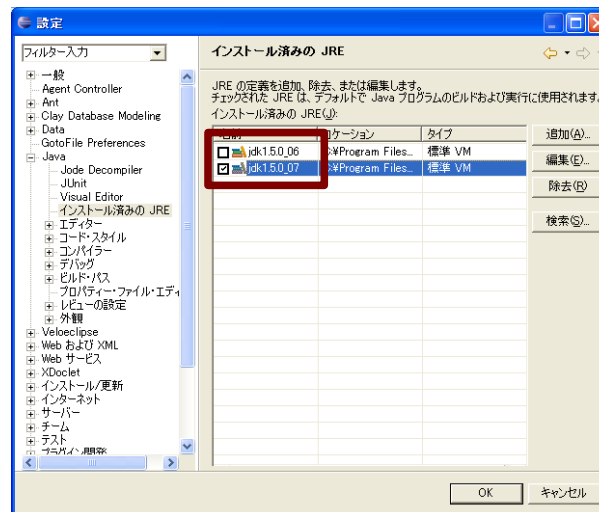 設定
フィルター入力
インストール済みの JRE
一般
Agent Controller
Ant
Clay Database Modeling
Data
GotoFile Preferences
Java
Jode Decompiler
JUnit
Visual Editor
インストール済みの JRE
エディター
コード・スタイル
コンパイラー
デバッグ
ビルド・パス
プロパティー・ファイル・エディ
レビューの設定
外観
Veloeclipse
Web および XML
Web サービス
XDoclet
インストール/更新
インターネット
サーバー
チーム
テスト
プラグイン開発
JRE の定義を追加、除去、または編集します。
チェックされた JRE は、デフォルトで Java プログラムのビルドおよび実行に使用されます。
インストール済みの JRE(J):
名前 ロケーション タイプ
jdk1.5.0_06 C:¥Program Files... 標準 VM
jdk1.5.0_07 C:¥Program Files... 標準 VM
追加(A)...
編集(E)...
除去(R)
検索(S)...
OK キャンセル